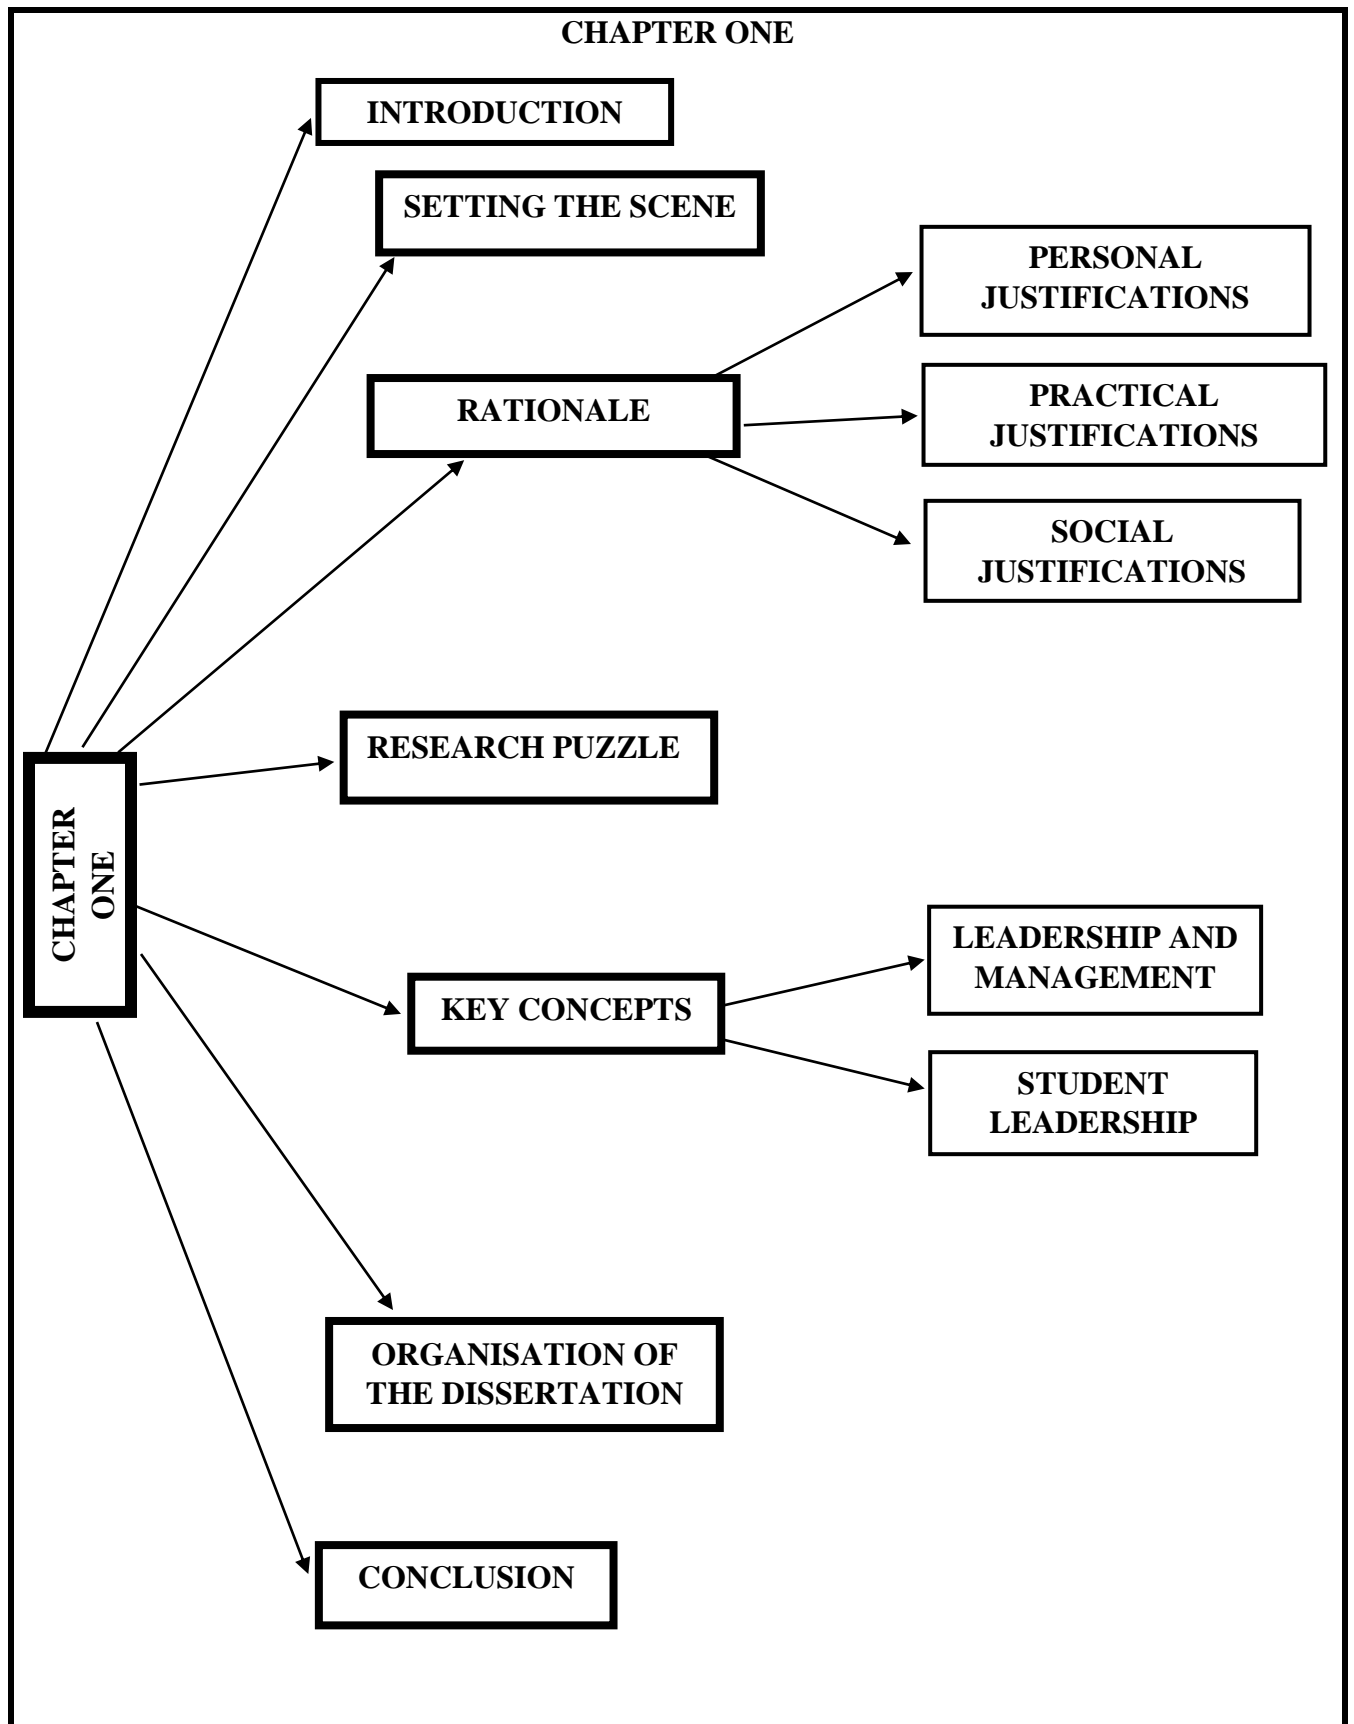 CHAPTER ONE
INTRODUCTION
SETTING THE SCENE
PERSONAL
JUSTIFICATIONS
RATIONALE
PRACTICAL
JUSTIFICATIONS
SOCIAL
JUSTIFICATIONS
RESEARCH PUZZLE
CHAPTER
ONE
LEADERSHIP AND
MANAGEMENT
KEY CONCEPTS
STUDENT
LEADERSHIP
ORGANISATION OF
THE DISSERTATION
CONCLUSION